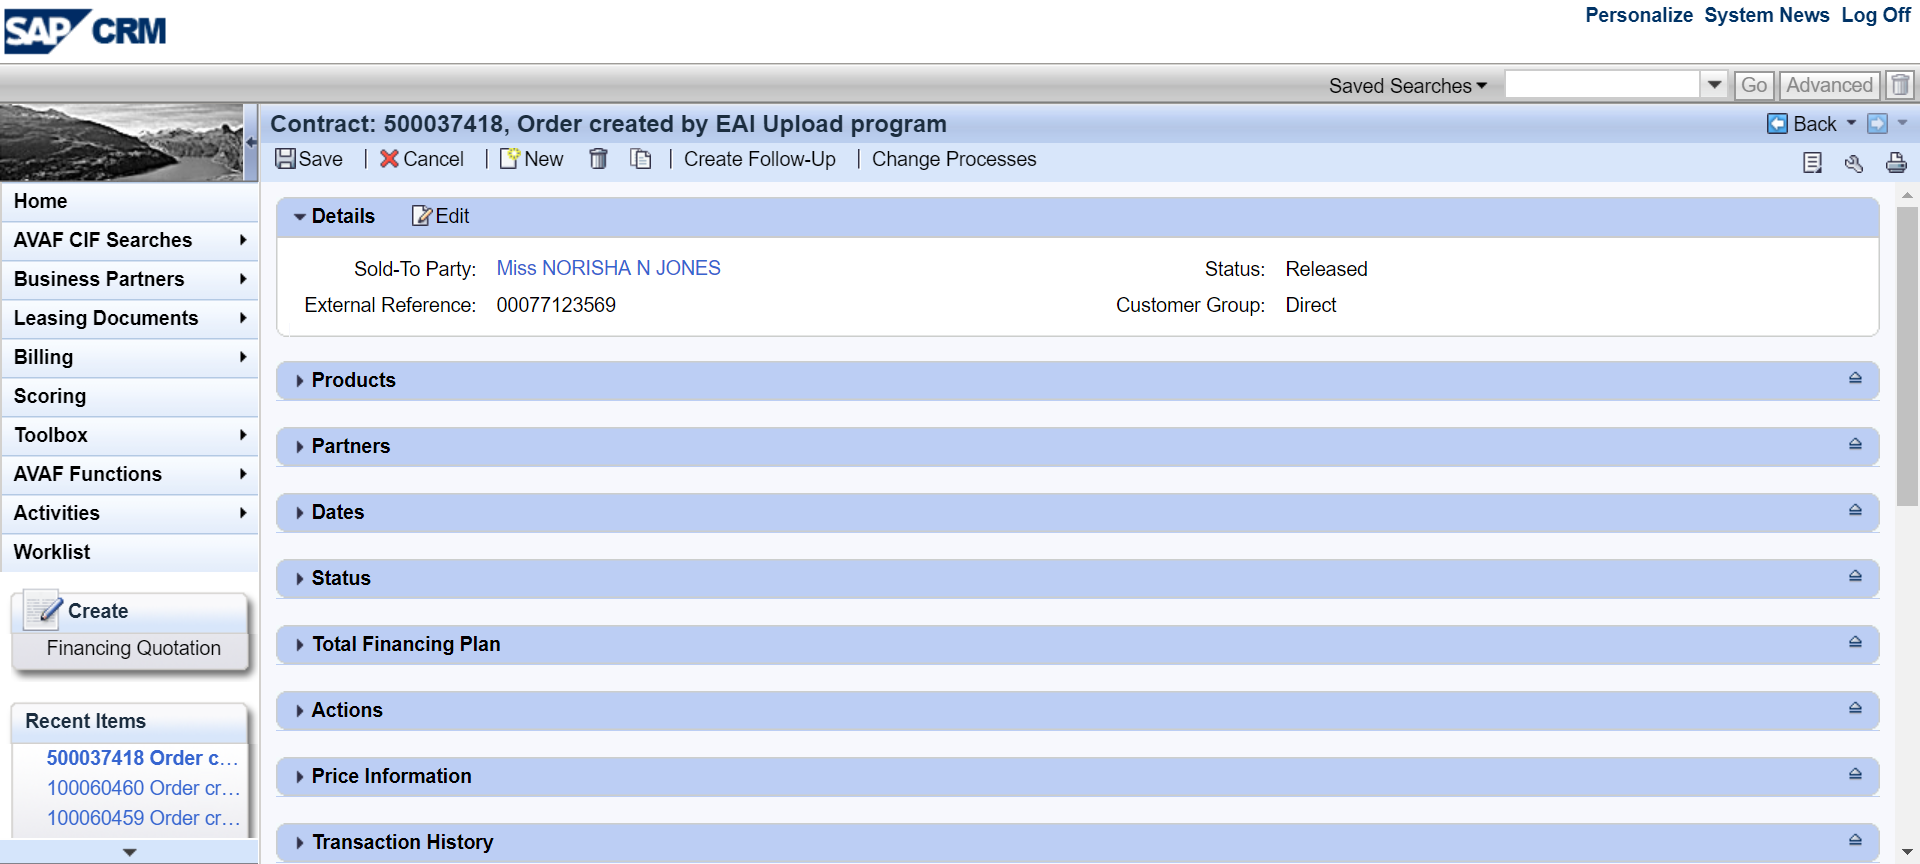 SAP CRM
Personalize System News Log Off
Saved Searches Go Advanced
Contract: 500037418, Order created by EAI Upload program Back
Save | Cancel | New | Create Follow-Up | Change Processes
Home
AVAF CIF Searches
Business Partners
Leasing Documents
Billing
Scoring
Toolbox
AVAF Functions
Activities
Worklist
Create
Financing Quotation
Recent Items
500037418 Order c...
100060460 Order cr...
100060459 Order cr...
Details Edit
Sold-To Party: Miss NORISHA N JONES Status: Released
External Reference: 00077123569 Customer Group: Direct
Products
Partners
Dates
Status
Total Financing Plan
Actions
Price Information
Transaction History